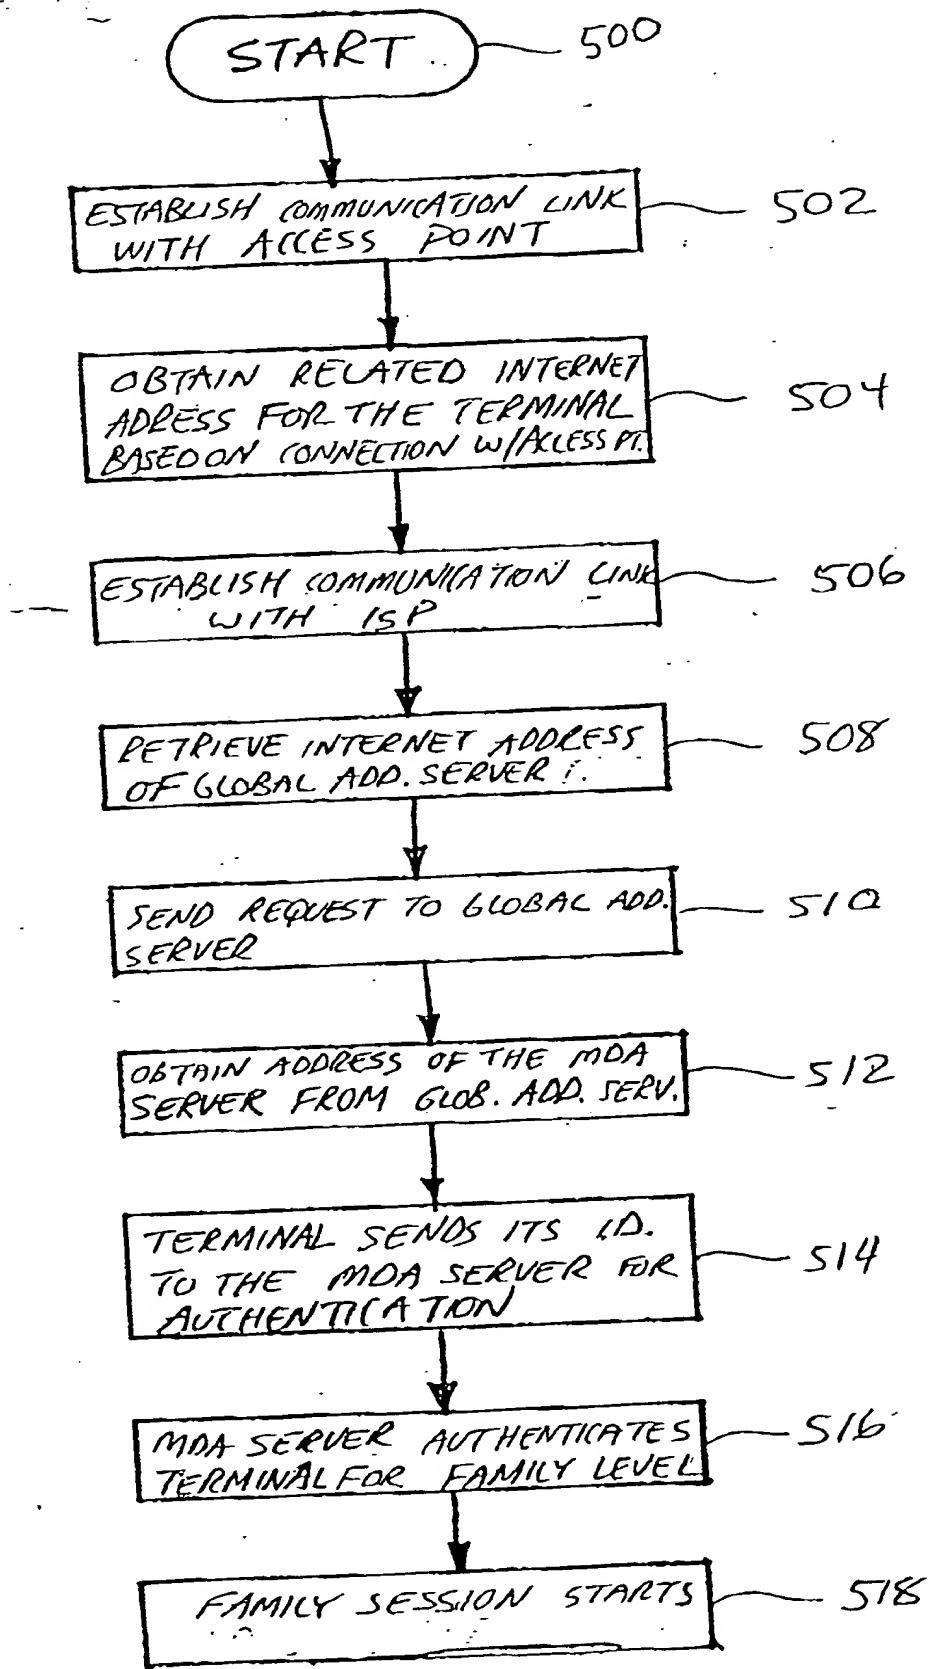 START
500
ESTABLISH COMMUNICATION LINK
WITH ACCESS POINT
502
OBTAIN RELATED INTERNET
ADRESS FOR THE TERMINAL
BASED ON CONNECTION W/ACCESS PT.
504
ESTABLISH COMMUNICATION LINK
WITH ISP
506
RETRIEVE INTERNET ADDRESS
OF GLOBAL ADD. SERVER
508
SEND REQUEST TO GLOBAL ADD.
SERVER
510
OBTAIN ADDRESS OF THE MDA
SERVER FROM GLOB. ADD. SERV.
512
TERMINAL SENDS ITS I.D.
TO THE MDA SERVER FOR
AUTHENTICATION
514
MDA SERVER AUTHENTICATES
TERMINAL FOR FAMILY LEVEL
516
FAMILY SESSION STARTS
518